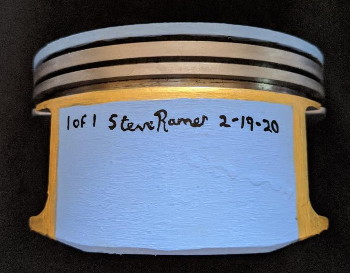 1 of 1 Steve Ramer 2-19-20